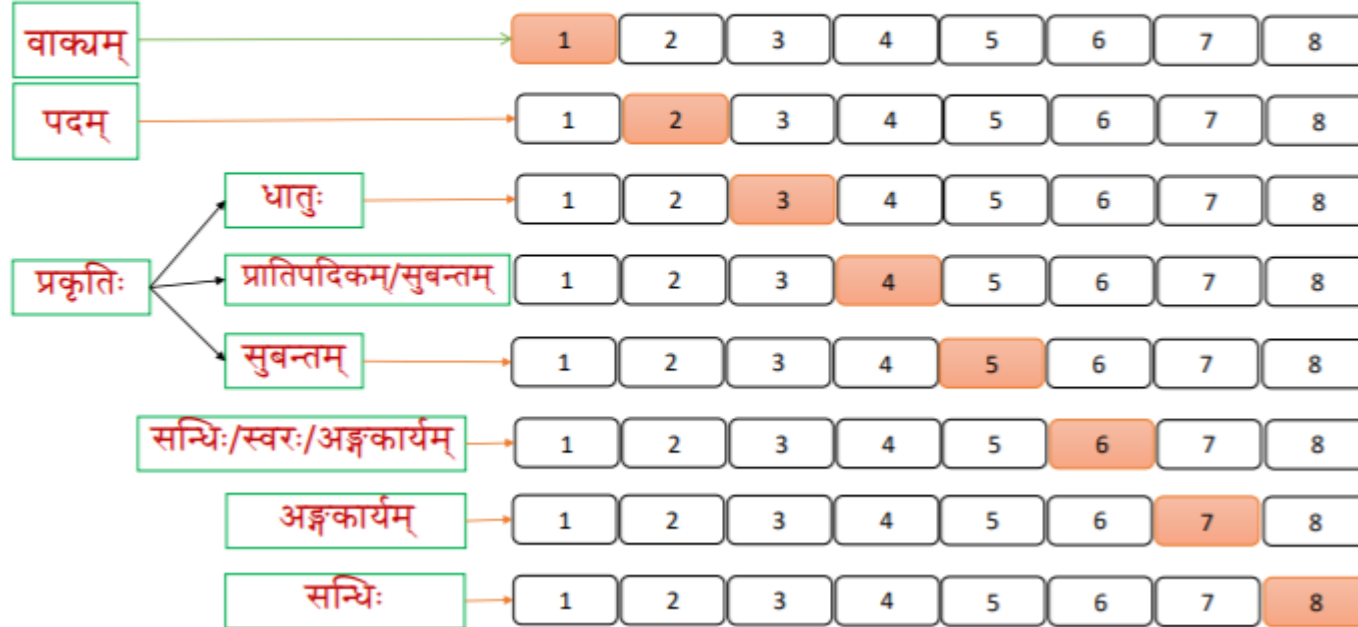 वाक्यम् 1 2 3 4 5 6 7 8
पदम् 1 2 3 4 5 6 7 8
धातुः 1 2 3 4 5 6 7 8
प्रकृतिः प्रातिपदिकम्/सुबन्तम् 1 2 3 4 5 6 7 8
सुबन्तम् 1 2 3 4 5 6 7 8
सन्धिः/स्वरः/अङ्गकार्यम् 1 2 3 4 5 6 7 8
अङ्गकार्यम् 1 2 3 4 5 6 7 8
सन्धिः 1 2 3 4 5 6 7 8